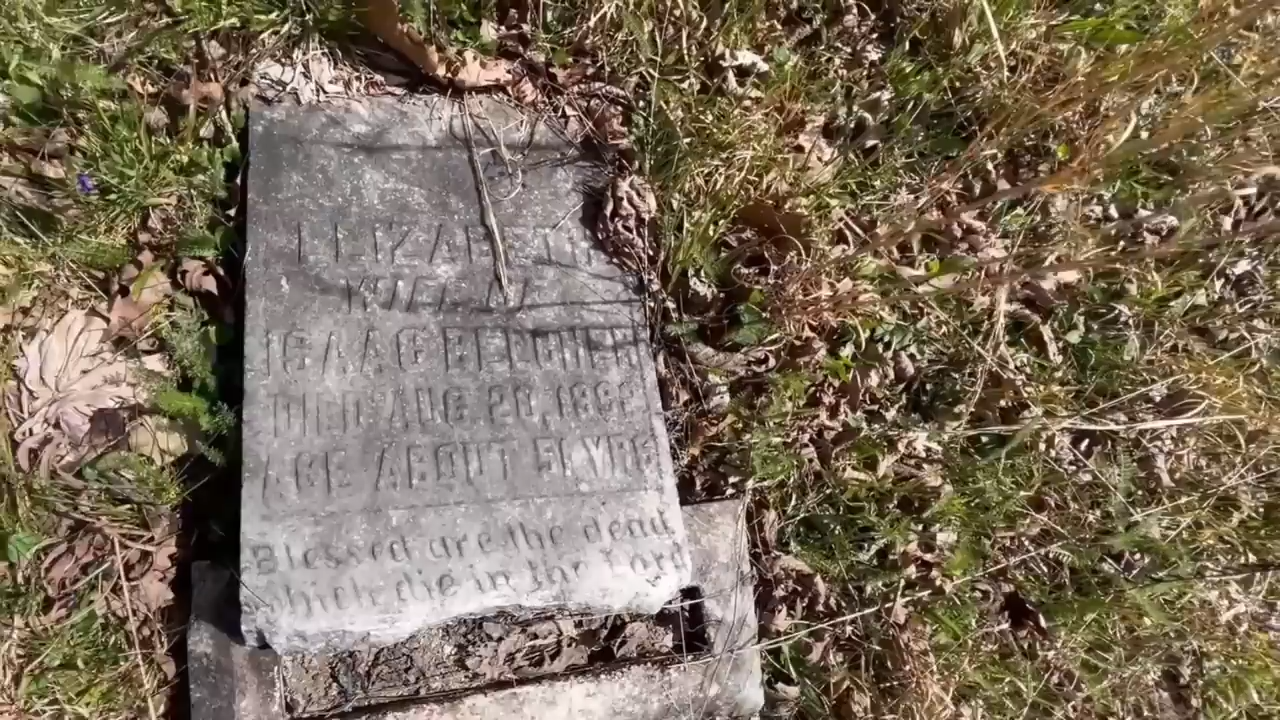 ELIZABETH
WIFE OF
ISAAC BELCHER
DIED AUG 20,
AGE ABOUT YRS
Blessed are the dead
which die in the Lord